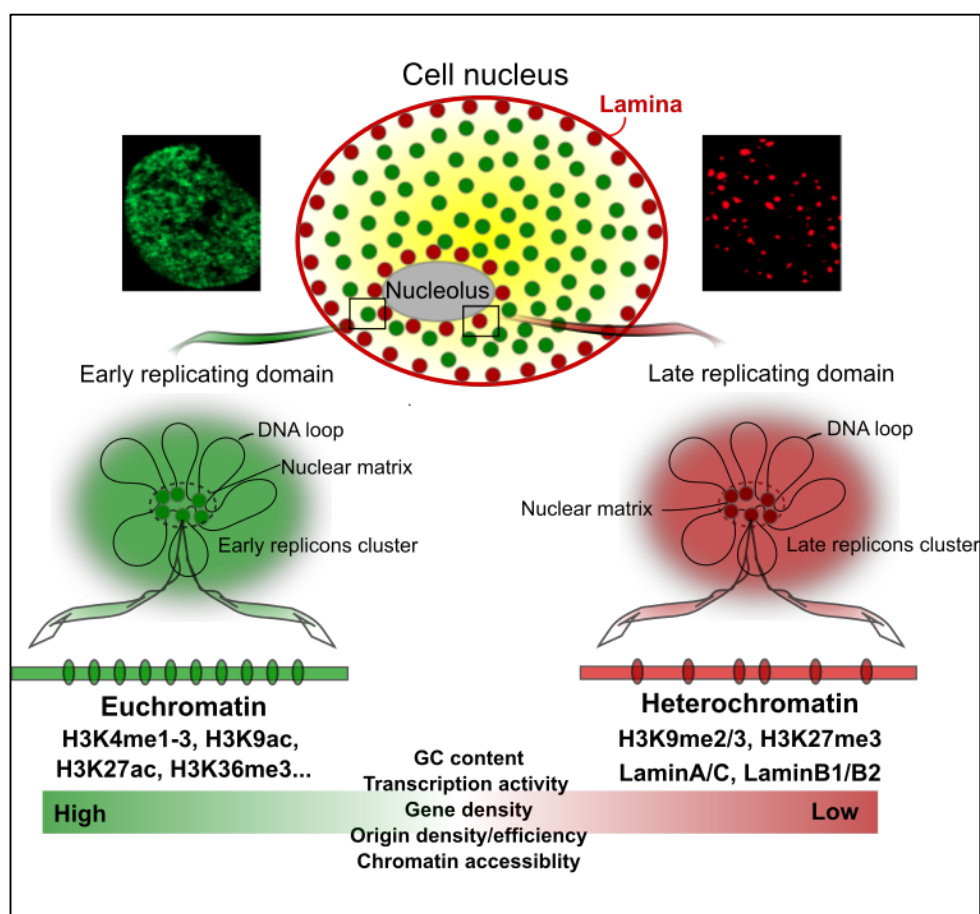 Cell nucleus
Lamina
Nucleolus
Early replicating domain
Late replicating domain
DNA loop
Nuclear matrix
Early replicons cluster
DNA loop
Nuclear matrix
Late replicons cluster
Euchromatin
H3K4me1-3, H3K9ac,
H3K27ac, H3K36me3...
Heterochromatin
H3K9me2/3, H3K27me3
LaminA/C, LaminB1/B2
High
GC content
Transcription activity
Gene density
Origin density/efficiency
Chromatin accessiblity
Low